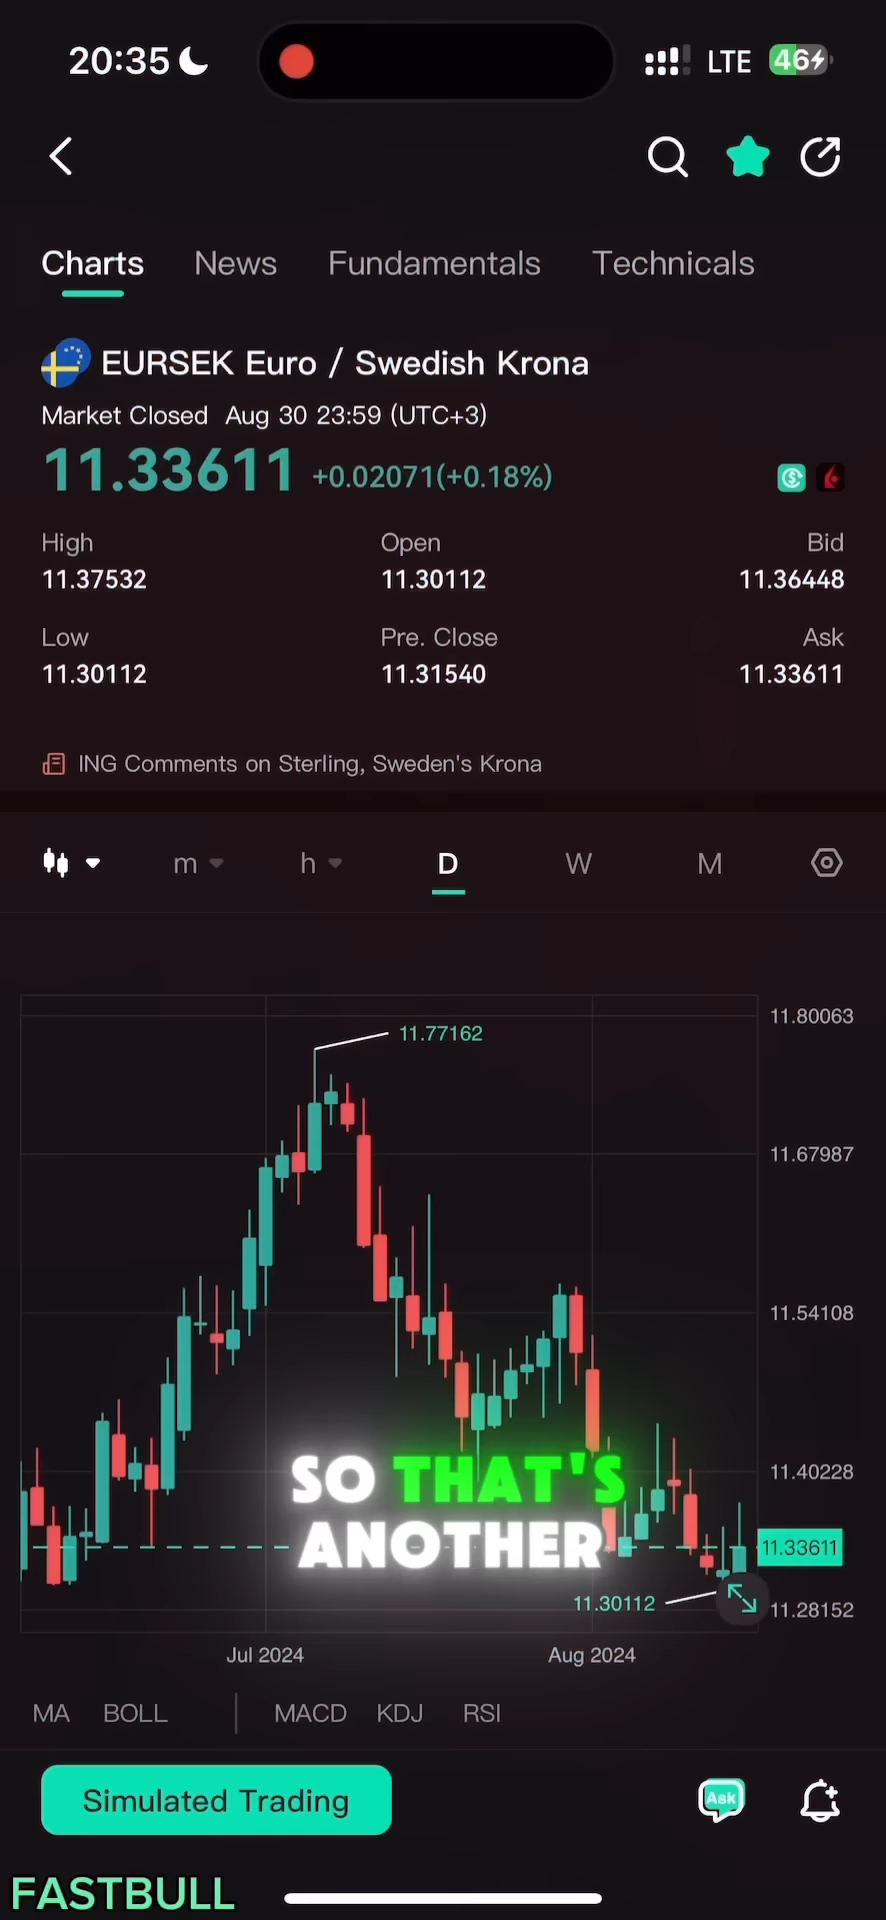 20:35
LTE
46
Charts News Fundamentals Technicals
EURSEK Euro / Swedish Krona
Market Closed Aug 30 23:59 (UTC+3)
11.33611 +0.02071(+0.18%)
High Open Bid
11.37532 11.30112 11.36448
Low Pre. Close Ask
11.30112 11.31540 11.33611
ING Comments on Sterling, Sweden's Krona
m h D W M
11.80063
11.77162
11.67987
11.54108
11.40228
SO THAT'S
ANOTHER
11.33611
11.30112
11.28152
Jul 2024 Aug 2024
MA BOLL MACD KDJ RSI
Simulated Trading
Ask
FASTBULL